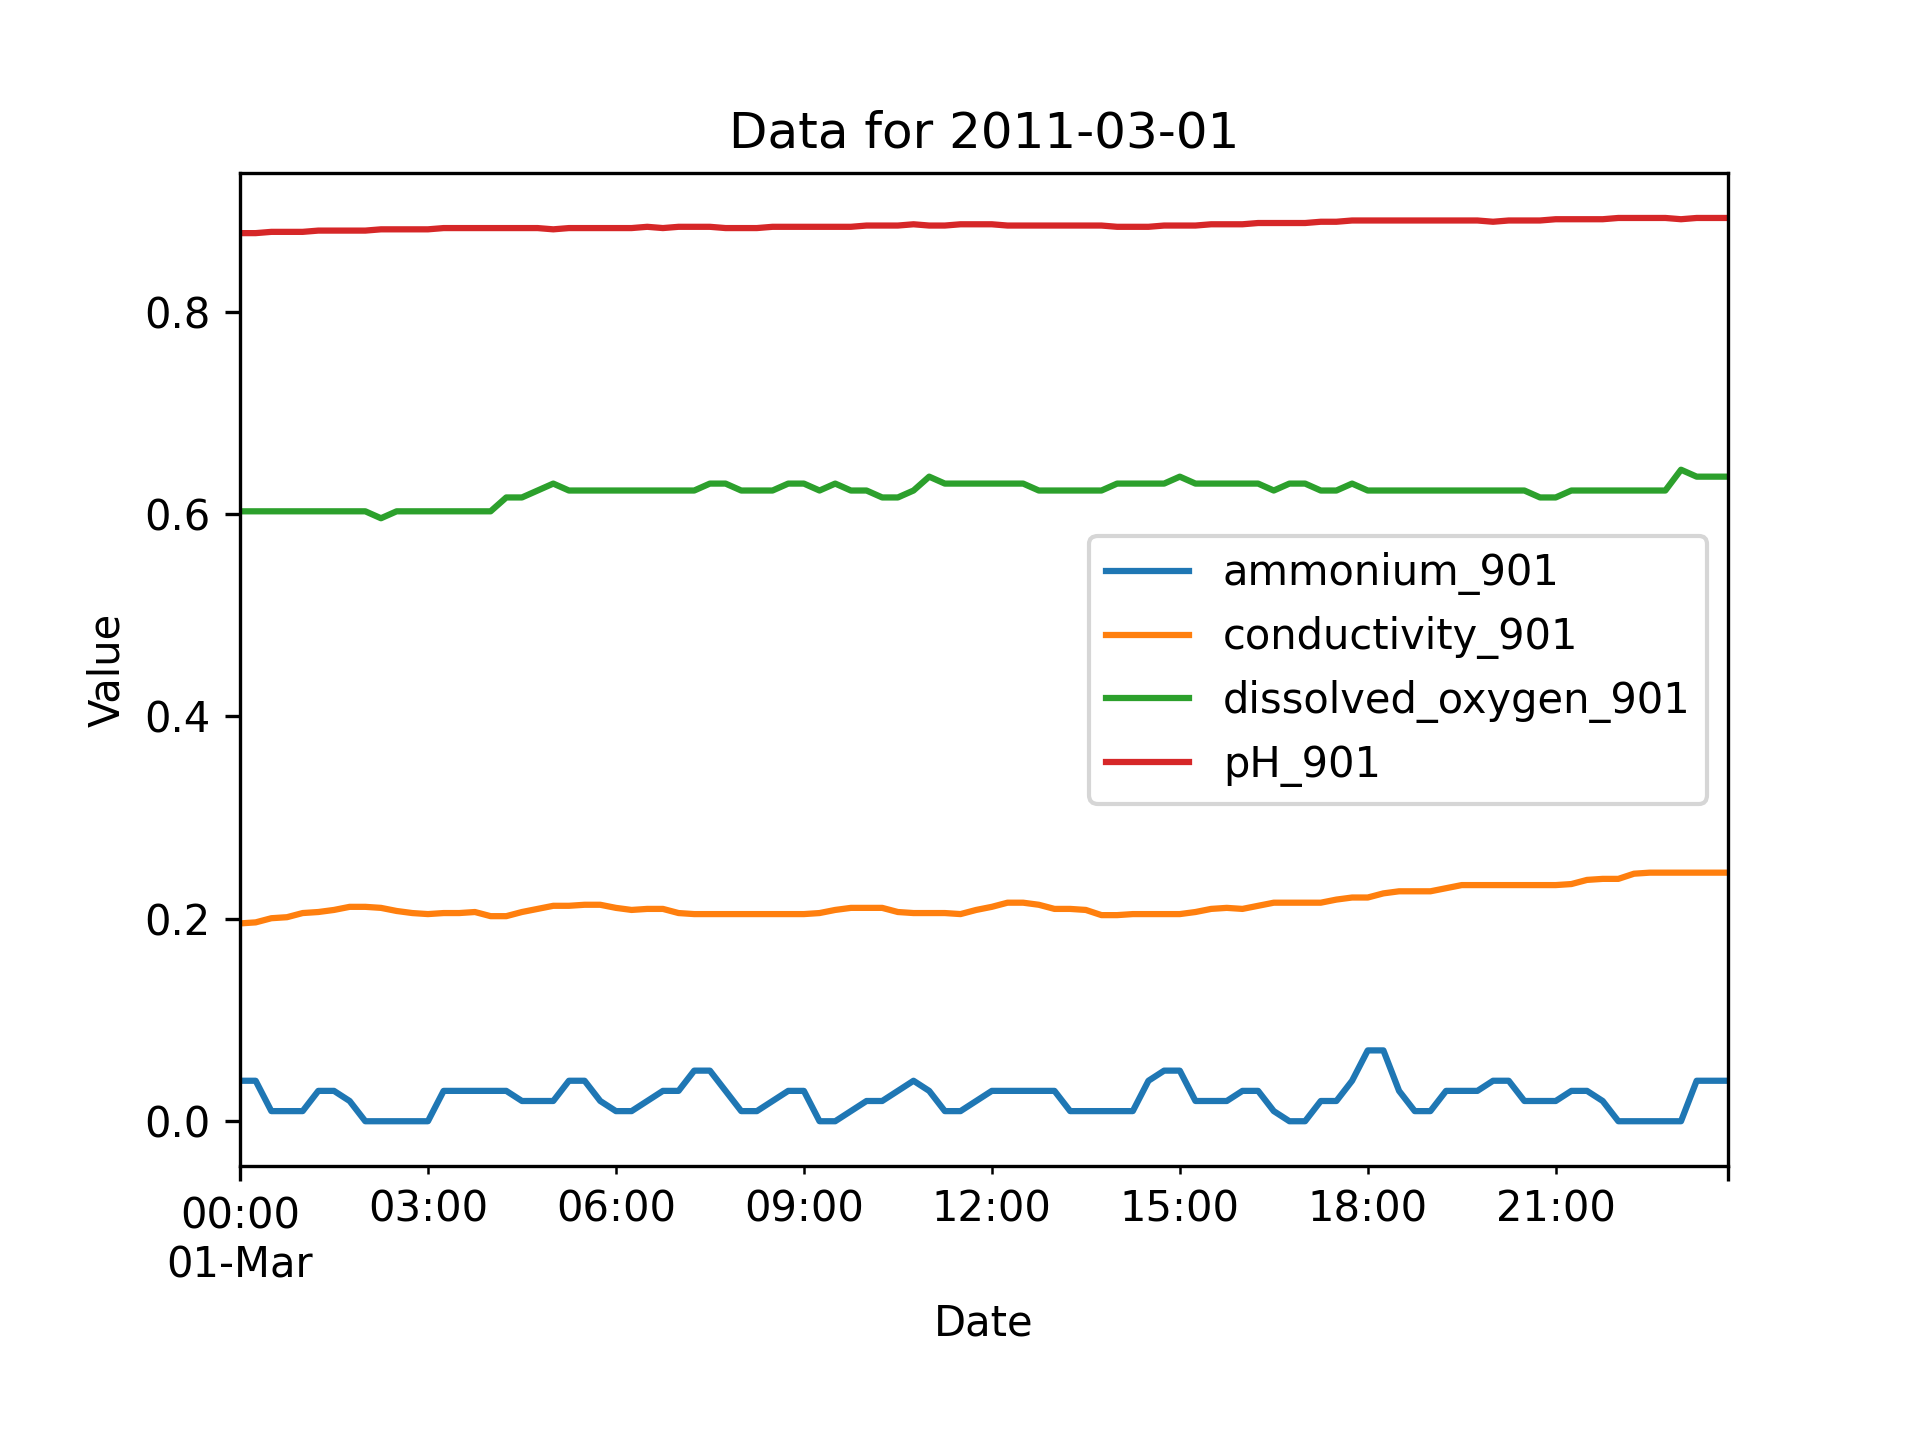 Data for 2011-03-01
Value
0.8
0.6
0.4
0.2
0.0
ammonium_901
conductivity_901
dissolved_oxygen_901
pH_901
00:00 03:00 06:00 09:00 12:00 15:00 18:00 21:00
01-Mar
Date